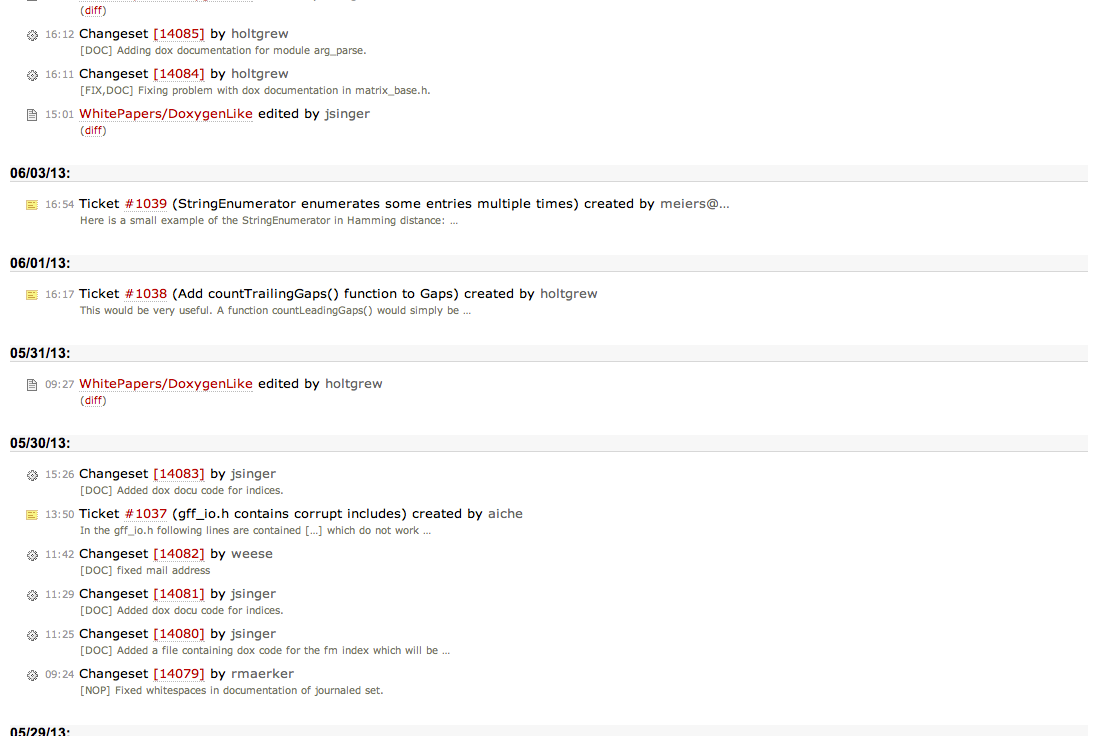 (diff)
16:12 Changeset [14085] by holtgrew
[DOC] Adding dox documentation for module arg_parse.
16:11 Changeset [14084] by holtgrew
[FIX,DOC] Fixing problem with dox documentation in matrix_base.h.
15:01 WhitePapers/DoxygenLike edited by jsinger
(diff)
06/03/13:
16:54 Ticket #1039 (StringEnumerator enumerates some entries multiple times) created by meiers@…
Here is a small example of the StringEnumerator in Hamming distance: …
06/01/13:
16:17 Ticket #1038 (Add countTrailingGaps() function to Gaps) created by holtgrew
This would be very useful. A function countLeadingGaps() would simply be …
05/31/13:
09:27 WhitePapers/DoxygenLike edited by holtgrew
(diff)
05/30/13:
15:26 Changeset [14083] by jsinger
[DOC] Added dox docu code for indices.
13:50 Ticket #1037 (gff_io.h contains corrupt includes) created by aiche
In the gff_io.h following lines are contained […] which do not work …
11:42 Changeset [14082] by weese
[DOC] fixed mail address
11:29 Changeset [14081] by jsinger
[DOC] Added dox docu code for indices.
11:25 Changeset [14080] by jsinger
[DOC] Added a file containing dox code for the fm index which will be …
09:24 Changeset [14079] by rmaerker
[NOP] Fixed whitespaces in documentation of journaled set.
05/29/13: